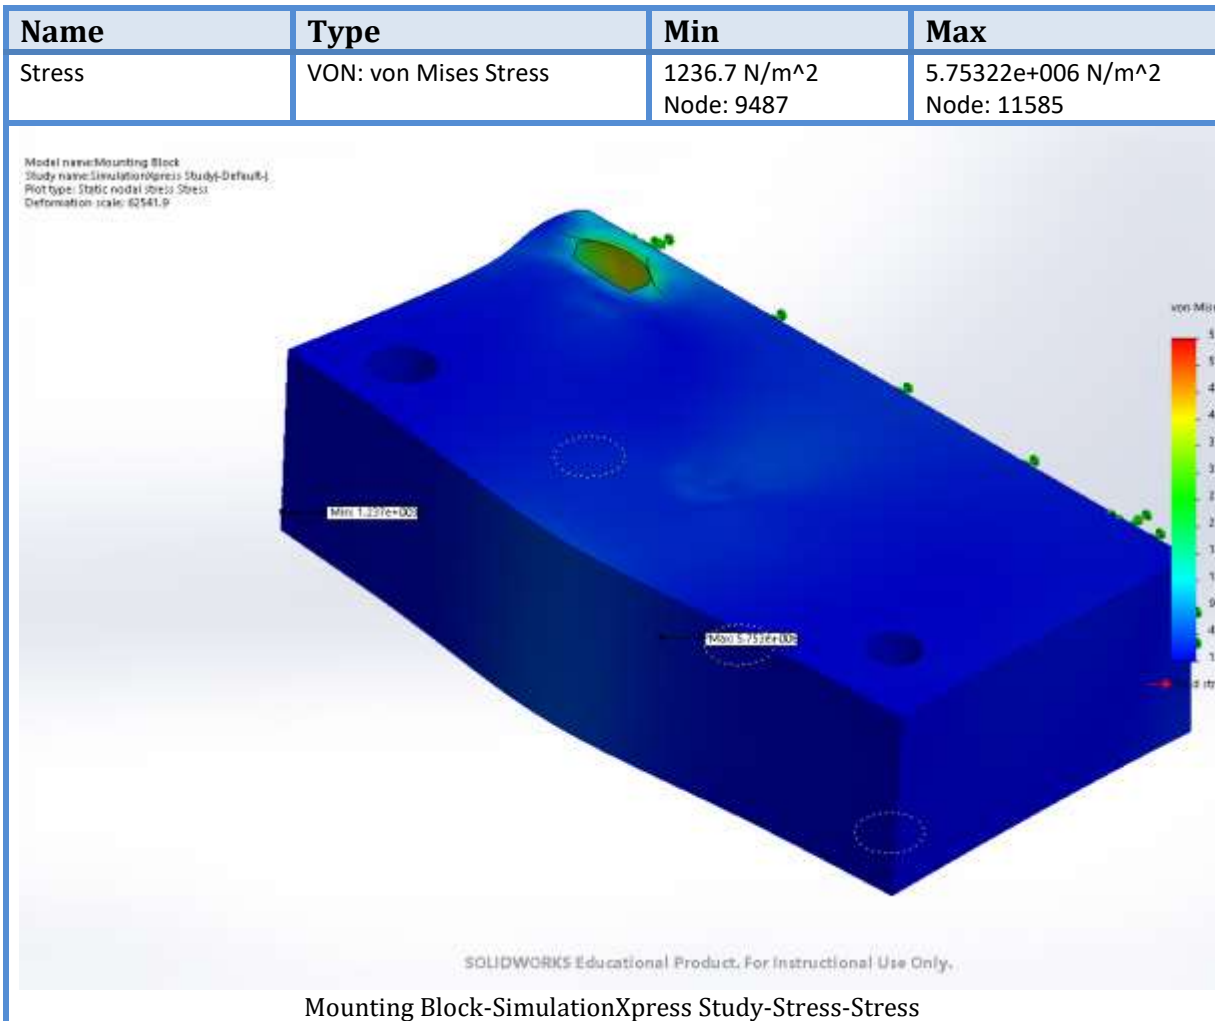 Name Type Min Max
Stress VON: von Mises Stress 1236.7 N/m^2 5.75322e+006 N/m^2
Node: 9487 Node: 11585
Model name:Mounting Block
Study name:SimulationXpress Study(-Default-)
Plot type: Static nodal stress Stress
Deformation scale: 62541.9
von Mis
Min: 1.237e+003
Max: 5.753e+006
SOLIDWORKS Educational Product. For Instructional Use Only.
Mounting Block-SimulationXpress Study-Stress-Stress